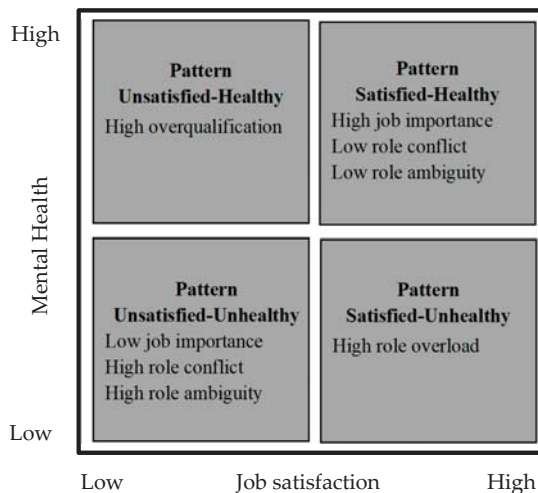 High
Pattern
Unsatisfied-Healthy
High overqualification
Pattern
Satisfied-Healthy
High job importance
Low role conflict
Low role ambiguity
Mental Health
Pattern
Unsatisfied-Unhealthy
Low job importance
High role conflict
High role ambiguity
Pattern
Satisfied-Unhealthy
High role overload
Low
Low Job satisfaction High